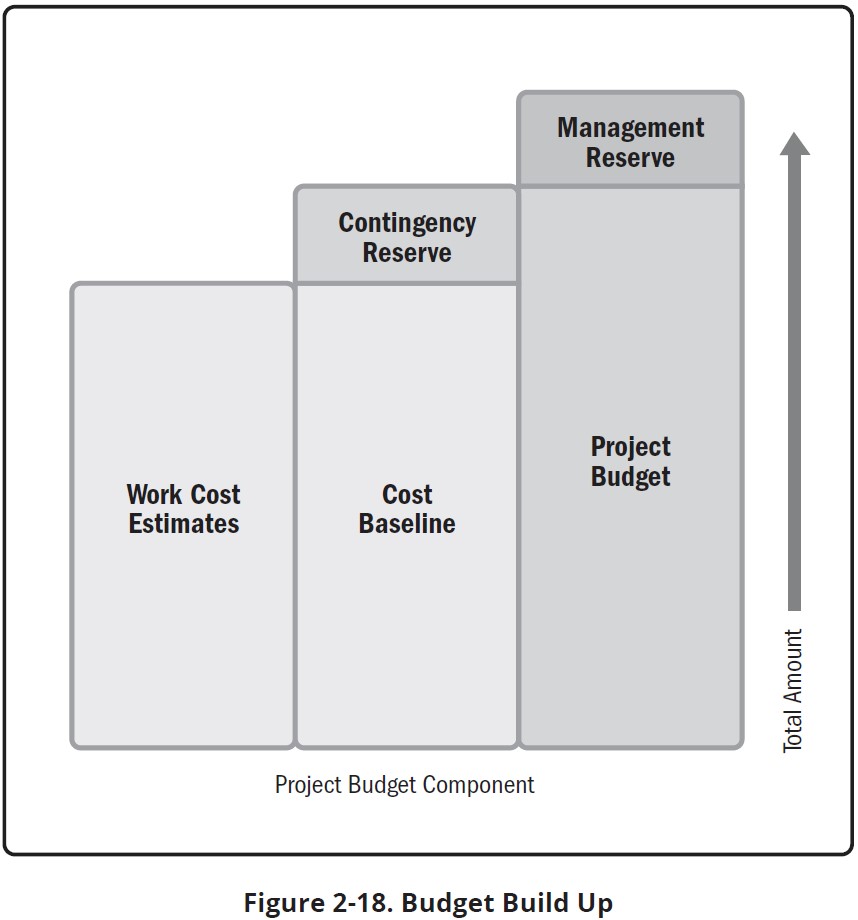 Management
Reserve
Contingency
Reserve
Project
Budget
Work Cost
Estimates
Cost
Baseline
Total Amount
Project Budget Component
Figure 2-18. Budget Build Up